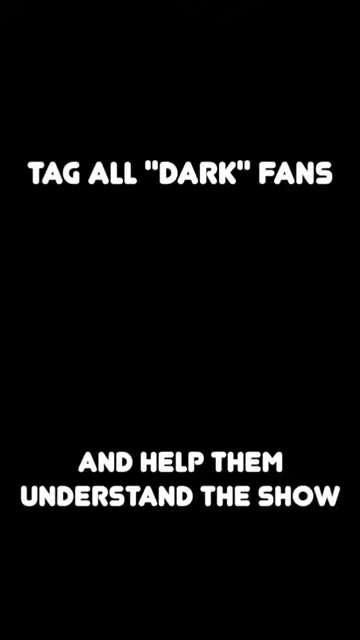 TAG ALL "DARK" FANS
AND HELP THEM
UNDERSTAND THE SHOW